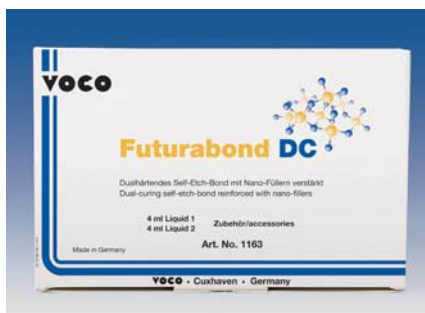 VOCO
Futurabond DC
Dualhärtendes Self-Etch-Bond mit Nano-Füllern verstärkt
Dual-curing self-etch-bond reinforced with nano-fillers
4 ml Liquid 1
4 ml Liquid 2
Zubehör/accessories
Art. No. 1163
Made in Germany
VOCO · Cuxhaven · Germany